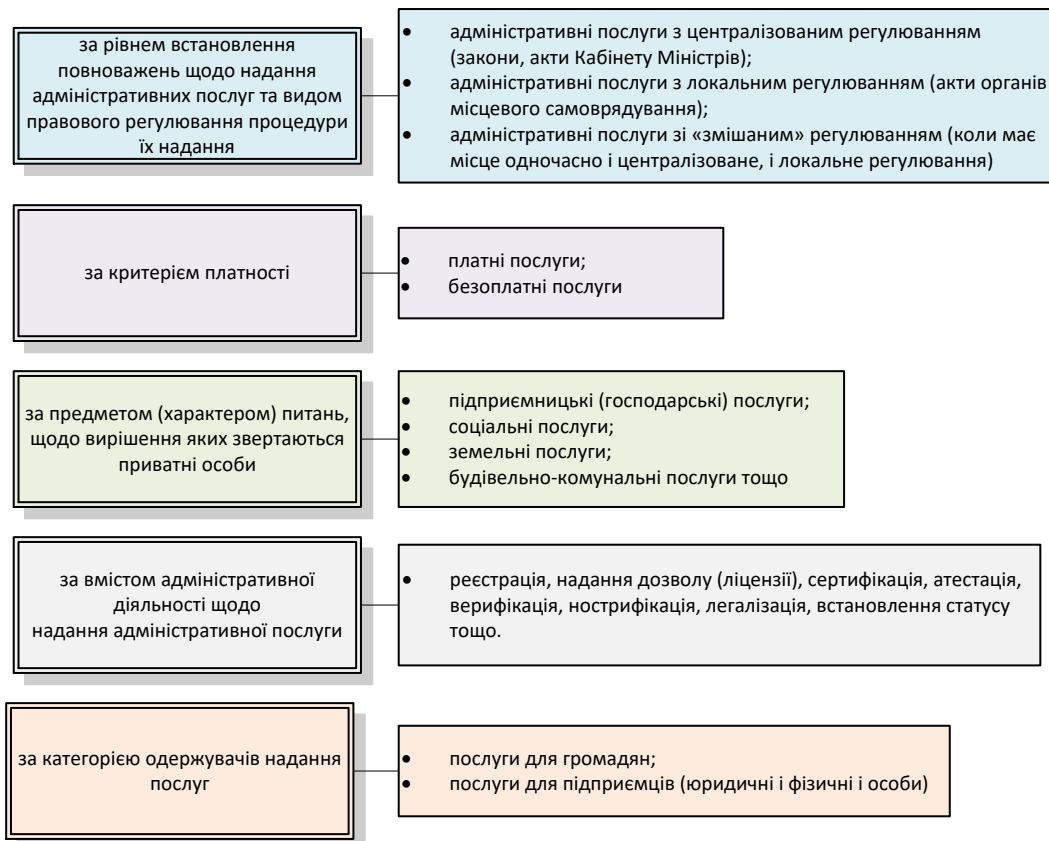 за рівнем встановлення
повноважень щодо надання
адміністративних послуг та видом
правового регулювання процедури
їх надання
• адміністративні послуги з централізованим регулюванням
(закони, акти Кабінету Міністрів);
• адміністративні послуги з локальним регулюванням (акти органів
місцевого самоврядування);
• адміністративні послуги зі «змішаним» регулюванням (коли має
місце одночасно і централізоване, і локальне регулювання)
за критерієм платності
• платні послуги;
• безоплатні послуги
за предметом (характером) питань,
щодо вирішення яких звертаються
приватні особи
• підприємницькі (господарські) послуги;
• соціальні послуги;
• земельні послуги;
• будівельно-комунальні послуги тощо
за вмістом адміністративної
діяльності щодо
надання адміністративної послуги
• реєстрація, надання дозволу (ліцензії), сертифікація, атестація,
верифікація, нострифікація, легалізація, встановлення статусу
тощо.
за категорією одержувачів надання
послуг
• послуги для громадян;
• послуги для підприємців (юридичні і фізичні і особи)